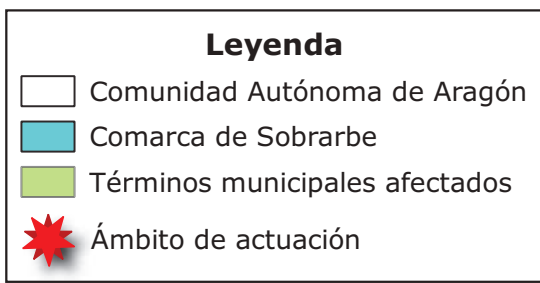 Leyenda
Comunidad Autónoma de Aragón
Comarca de Sobrarbe
Términos municipales afectados
Ámbito de actuación